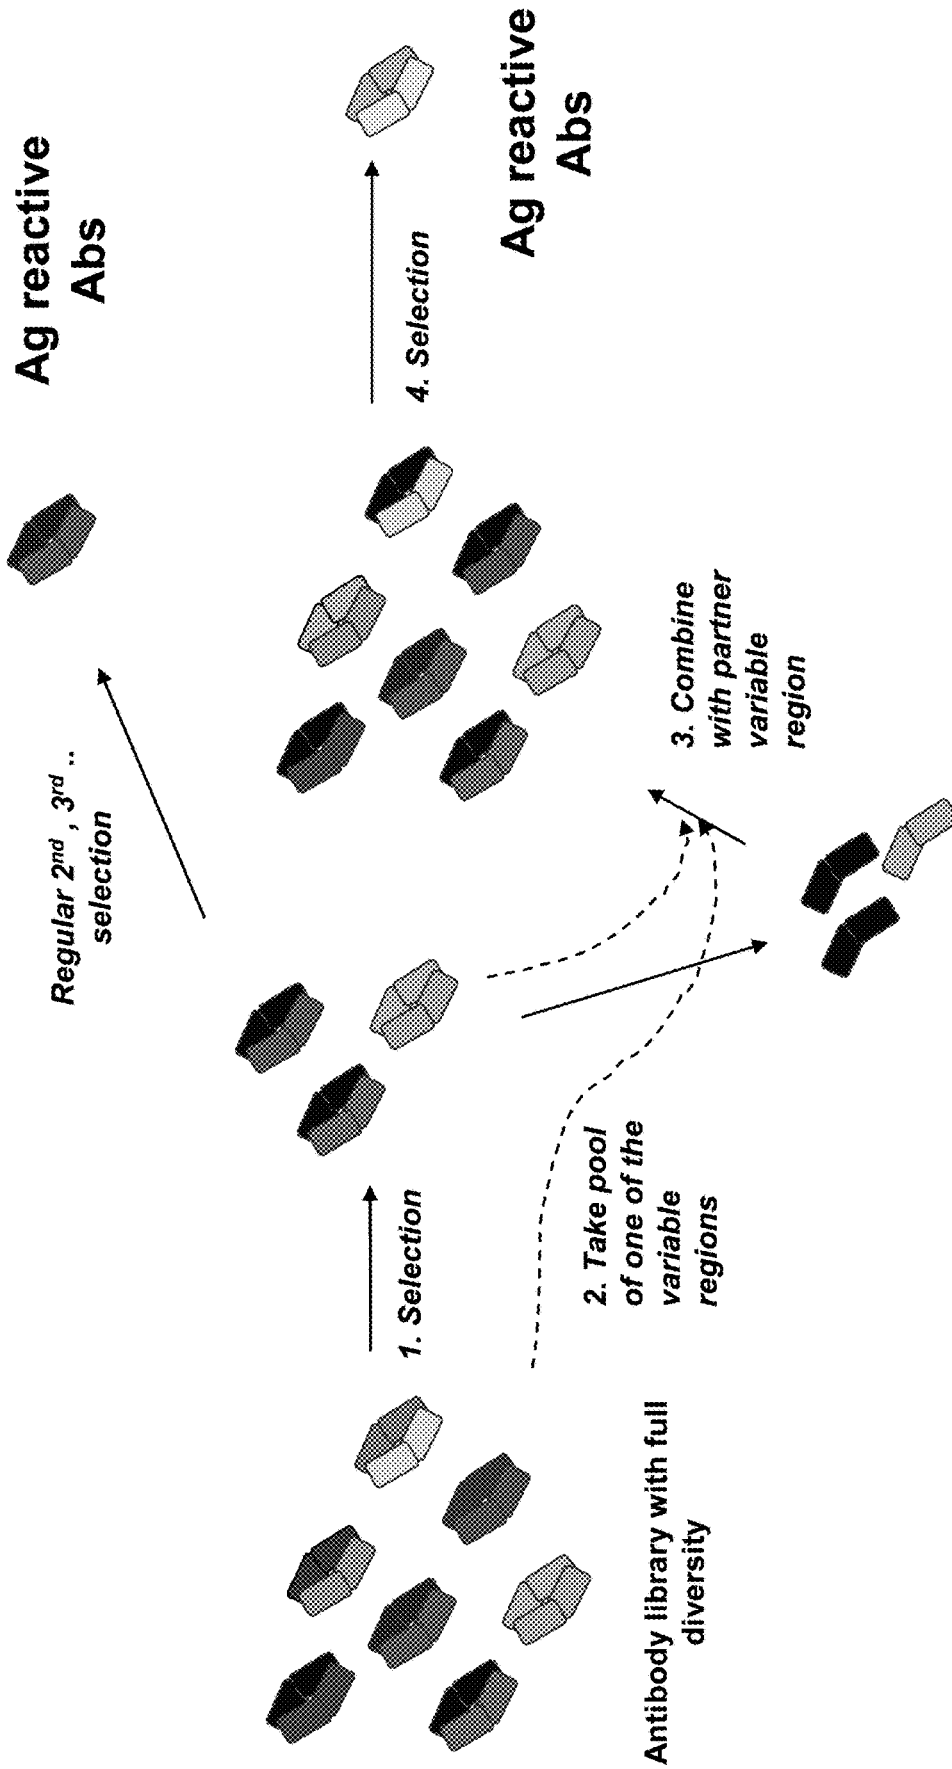 Antibody library with full
diversity
1. Selection
2. Take pool
of one of the
variable
regions
Regular 2nd , 3rd ..
selection
3. Combine
with partner
variable
region
4. Selection
Ag reactive
Abs
Ag reactive
Abs